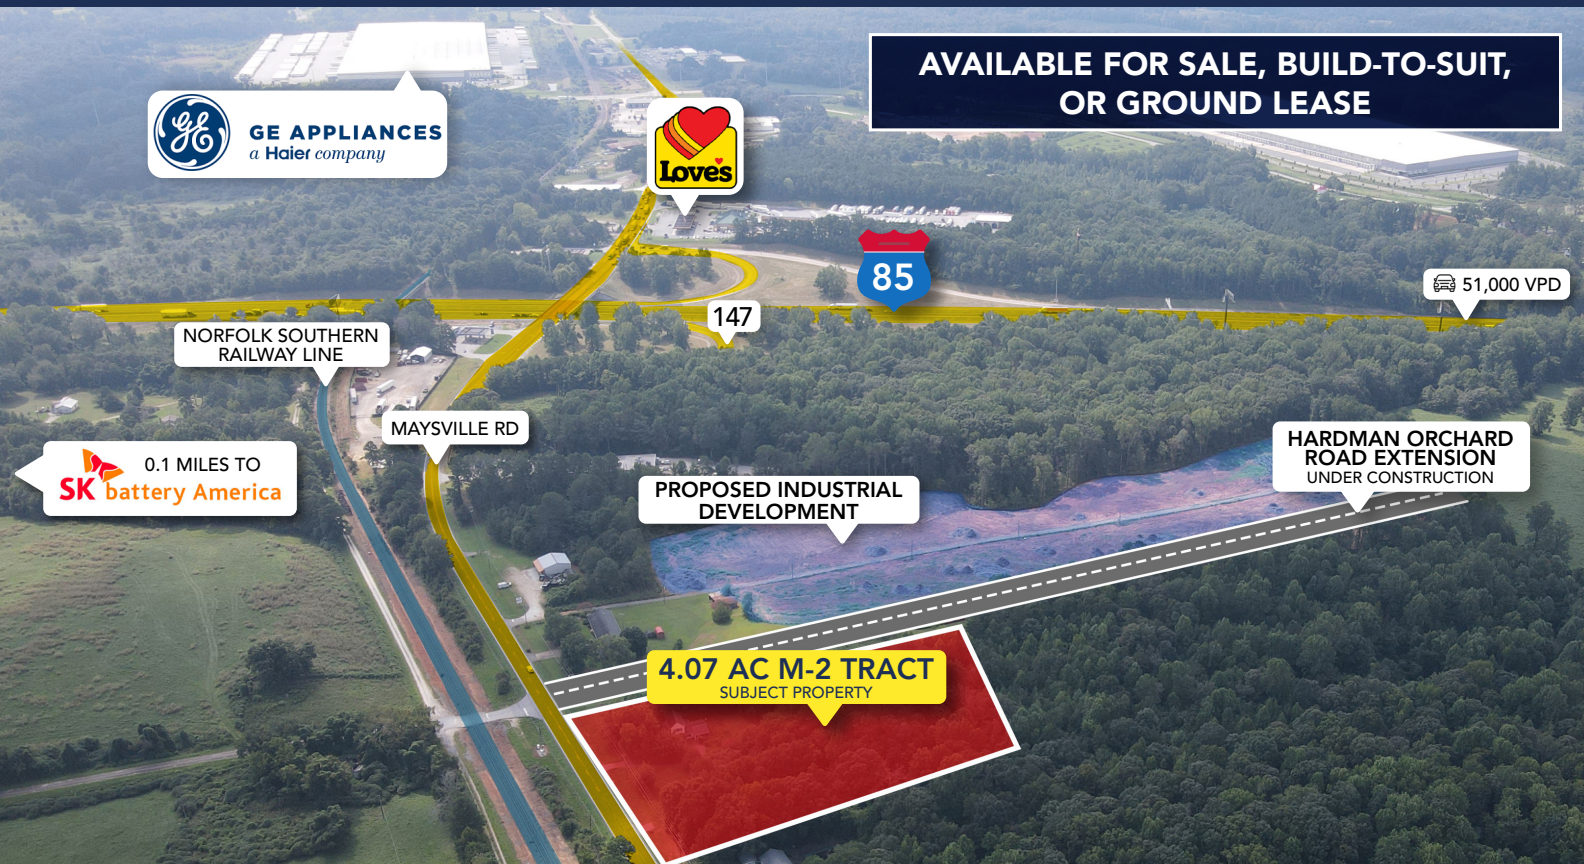 AVAILABLE FOR SALE, BUILD-TO-SUIT,
OR GROUND LEASE
GE
GE APPLIANCES
a Haier company
Love's
85
51,000 VPD
147
NORFOLK SOUTHERN
RAILWAY LINE
MAYSVILLE RD
0.1 MILES TO
SK battery America
HARDMAN ORCHARD
ROAD EXTENSION
UNDER CONSTRUCTION
PROPOSED INDUSTRIAL
DEVELOPMENT
4.07 AC M-2 TRACT
SUBJECT PROPERTY